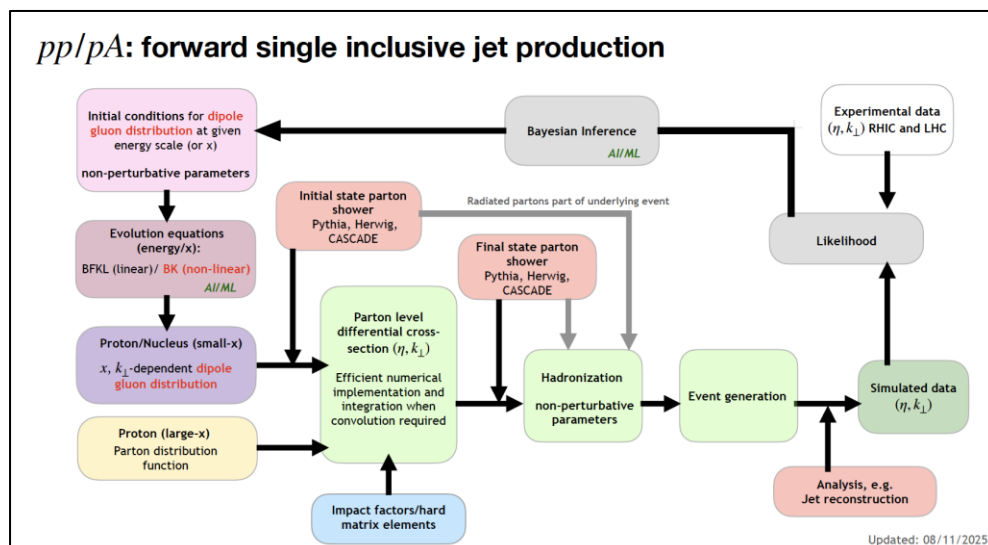 pp/pA: forward single inclusive jet production
Initial conditions for dipole
gluon distribution at given
energy scale (or x)
non-perturbative parameters
Bayesian Inference
AI/ML
Experimental data
(η, k⊥) RHIC and LHC
Initial state parton
shower
Pythia, Herwig,
CASCADE
Radiated partons part of underlying event
Evolution equations
(energy/x):
BFKL (linear)/ BK (non-linear)
AI/ML
Final state parton
shower
Pythia, Herwig,
CASCADE
Likelihood
Proton/Nucleus (small-x)
x, k⊥-dependent dipole
gluon distribution
Parton level
differential cross-
section (η, k⊥)
Efficient numerical
implementation and
integration when
convolution required
Hadronization
non-perturbative
parameters
Event generation
Simulated data
(η, k⊥)
Proton (large-x)
Parton distribution
function
Impact factors/hard
matrix elements
Analysis, e.g.
Jet reconstruction
Updated: 08/11/2025